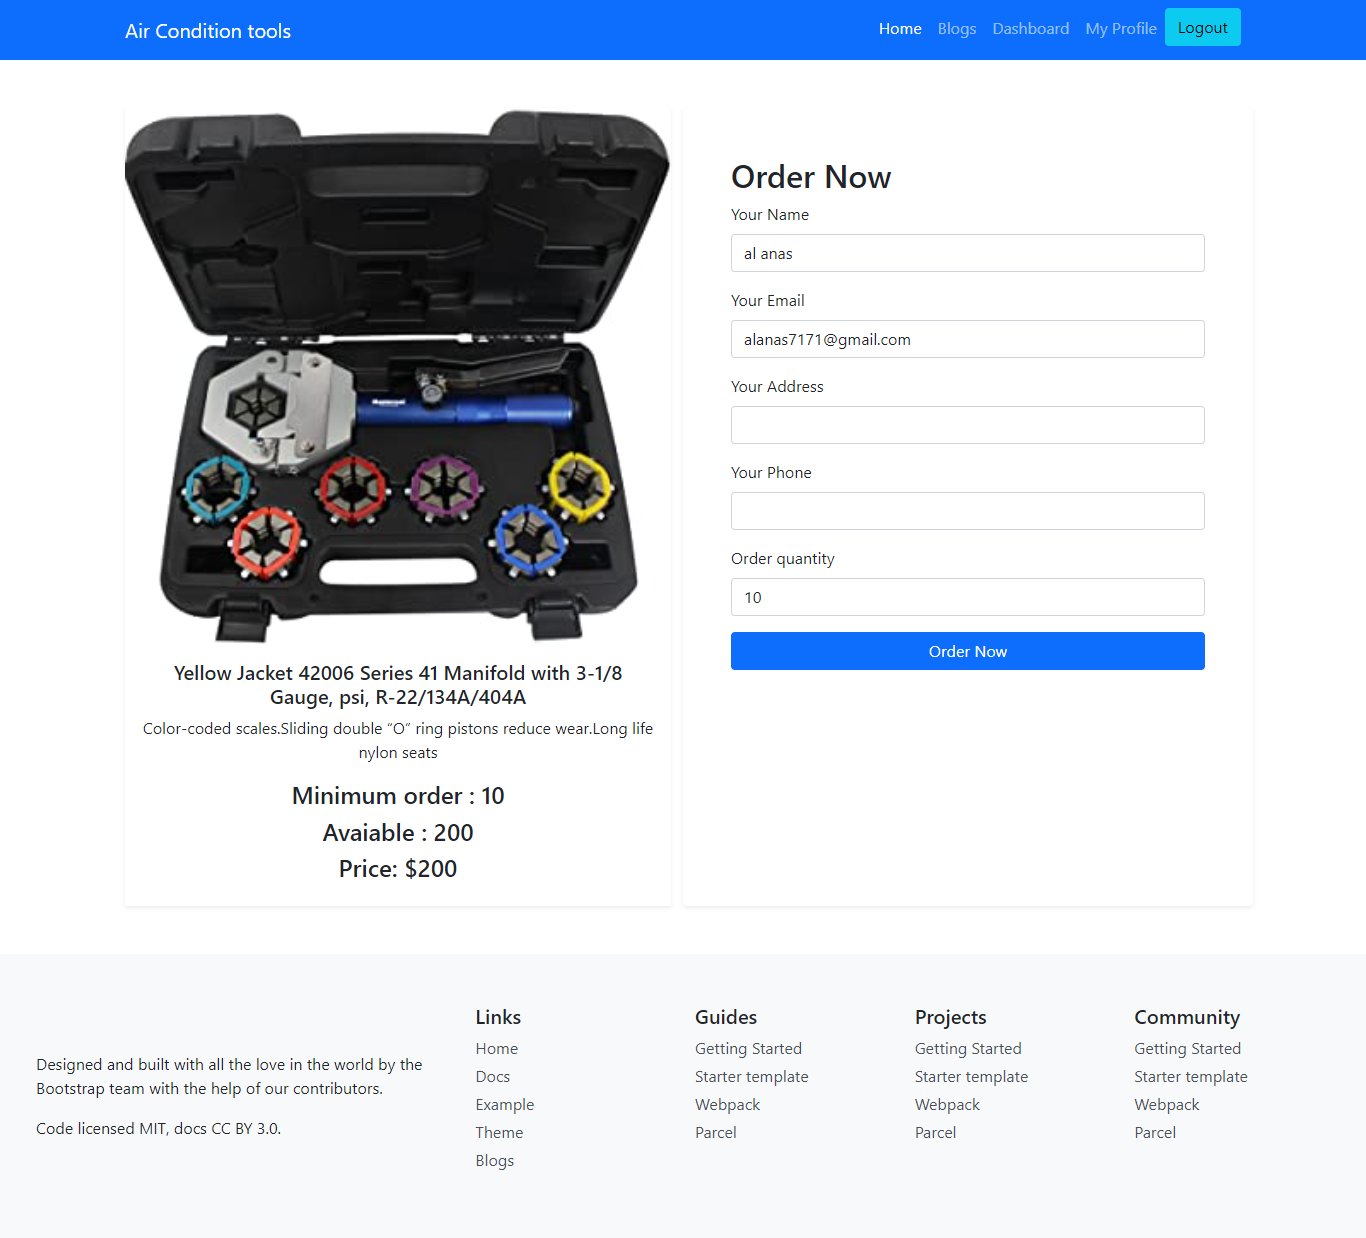 Air Condition tools
Home Blogs Dashboard My Profile Logout
Yellow Jacket 42006 Series 41 Manifold with 3-1/8
Gauge, psi, R-22/134A/404A
Color-coded scales.Sliding double “O” ring pistons reduce wear.Long life
nylon seats
Minimum order : 10
Avaiable : 200
Price: $200
Order Now
Your Name
al anas
Your Email
alanas7171@gmail.com
Your Address
Your Phone
Order quantity
10
Order Now
Designed and built with all the love in the world by the
Bootstrap team with the help of our contributors.
Code licensed MIT, docs CC BY 3.0.
Links
Home
Docs
Example
Theme
Blogs
Guides
Getting Started
Starter template
Webpack
Parcel
Projects
Getting Started
Starter template
Webpack
Parcel
Community
Getting Started
Starter template
Webpack
Parcel